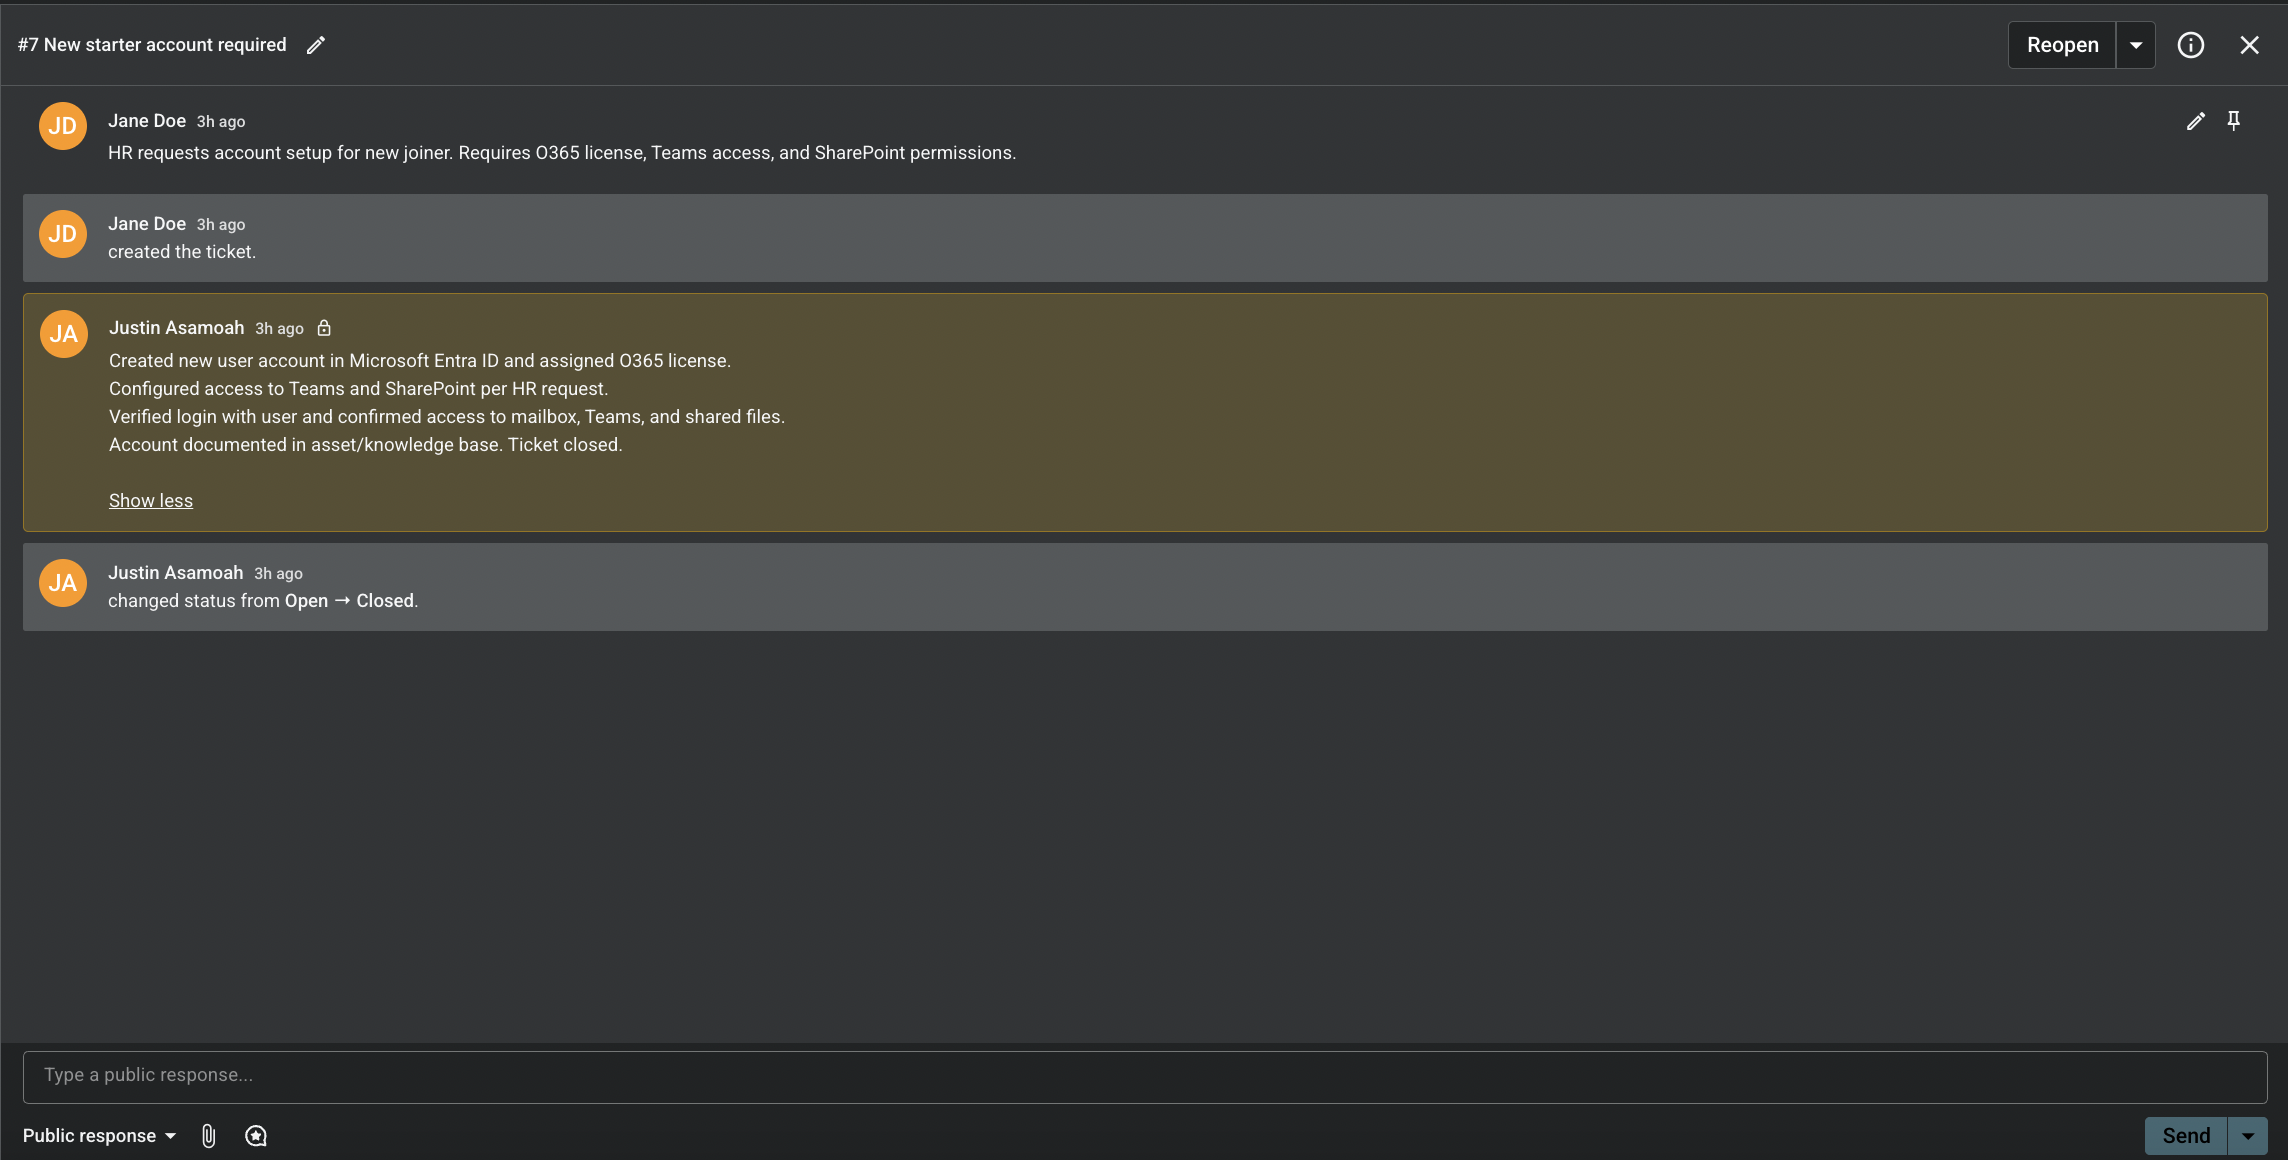 #7 New starter account required
Reopen
JD
Jane Doe 3h ago
HR requests account setup for new joiner. Requires O365 license, Teams access, and SharePoint permissions.
JD
Jane Doe 3h ago
created the ticket.
JA
Justin Asamoah 3h ago
Created new user account in Microsoft Entra ID and assigned O365 license.
Configured access to Teams and SharePoint per HR request.
Verified login with user and confirmed access to mailbox, Teams, and shared files.
Account documented in asset/knowledge base. Ticket closed.
Show less
JA
Justin Asamoah 3h ago
changed status from Open → Closed.
Type a public response...
Public response
Send